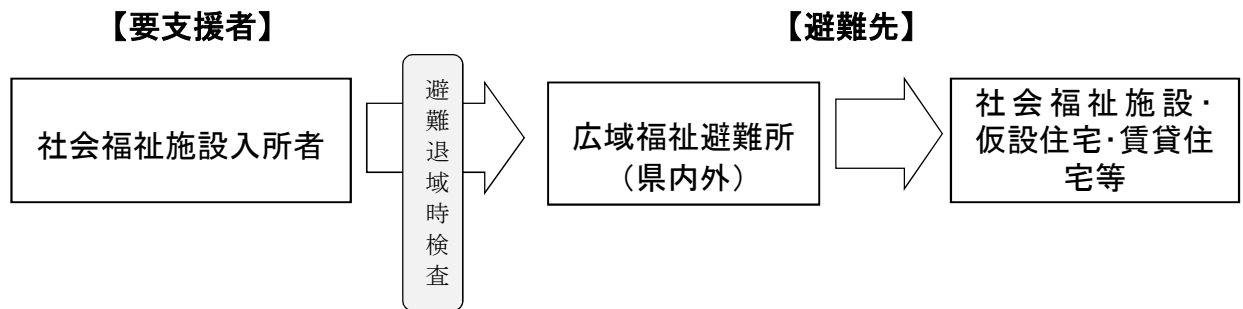 【要支援者】
【避難先】
社会福祉施設入所者
避難退域時検査
広域福祉避難所
（県内外）
社会福祉施設・
仮設住宅・賃貸住
宅等